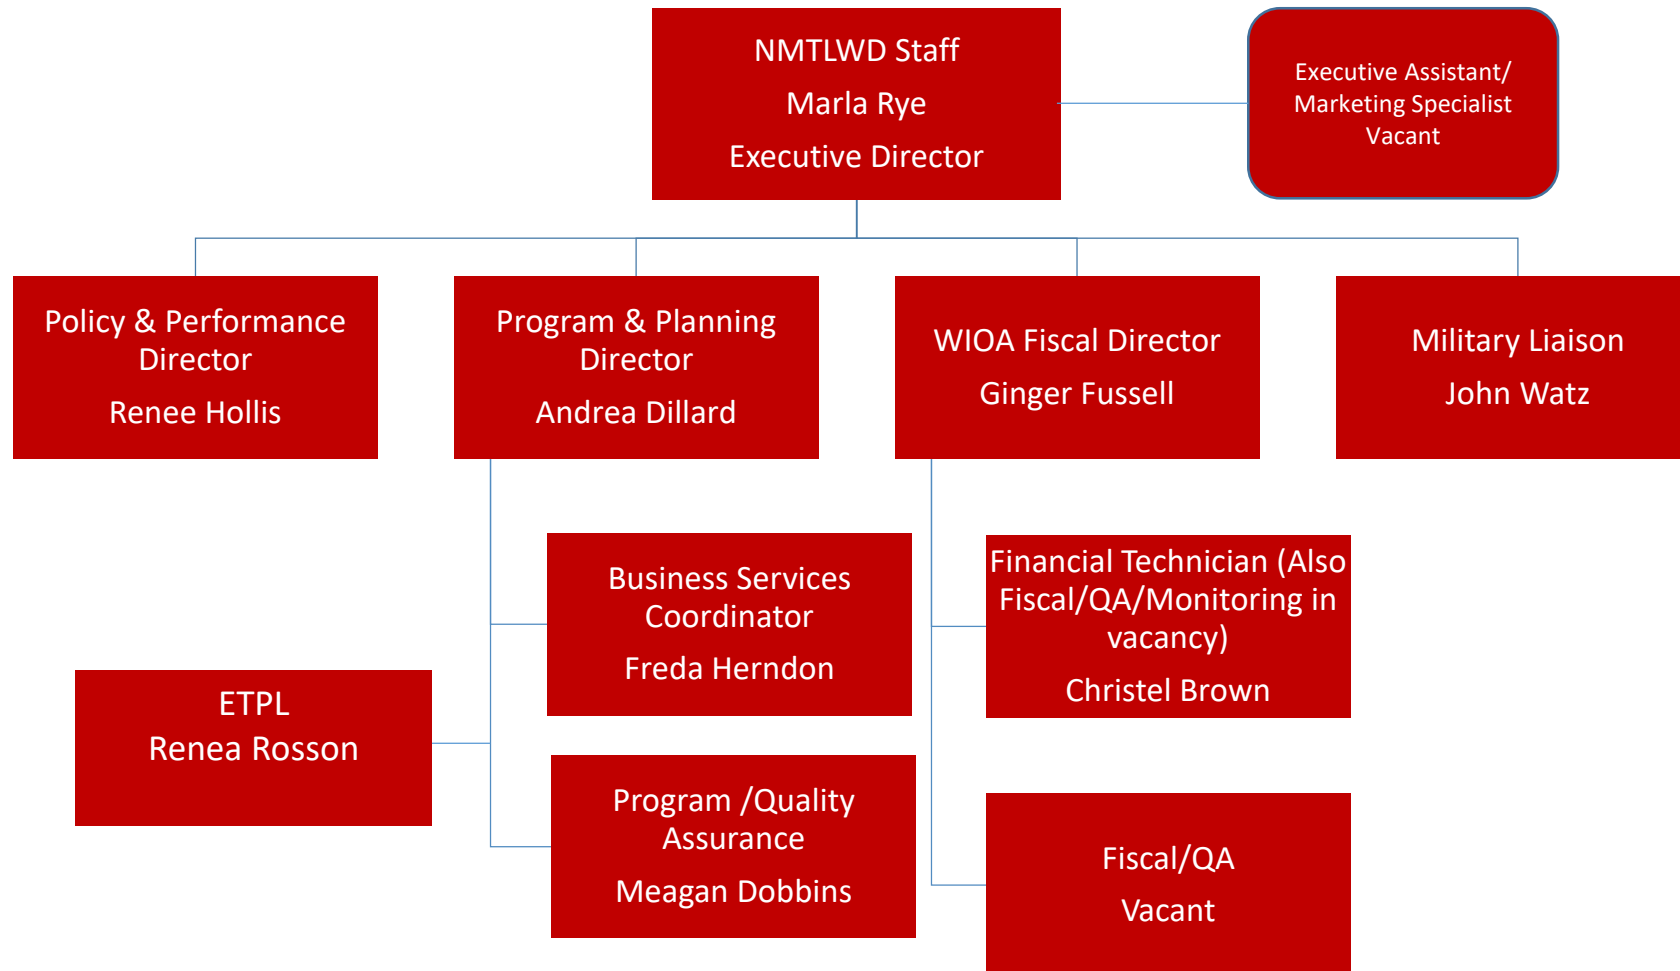 NMTLWD Staff
Marla Rye
Executive Director
Executive Assistant/
Marketing Specialist
Vacant
Policy & Performance
Director
Renee Hollis
Program & Planning
Director
Andrea Dillard
WIOA Fiscal Director
Ginger Fussell
Military Liaison
John Watz
Business Services
Coordinator
Freda Herndon
Financial Technician (Also
Fiscal/QA/Monitoring in
vacancy)
Christel Brown
ETPL
Renea Rosson
Program /Quality
Assurance
Meagan Dobbins
Fiscal/QA
Vacant